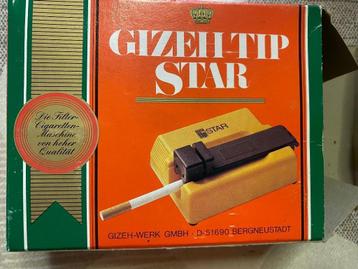 GIZEH-TIP
STAR
Die Filter-
Cigaretten-
Maschine
von hoher
Qualität
STAR
GIZEH-WERK GMBH · D-51690 BERGNEUSTADT